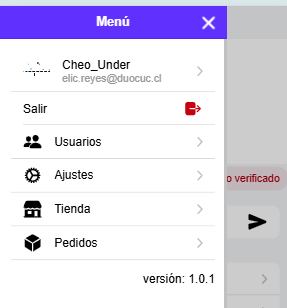 Menú
Cheo_Under
elic.reyes@duocuc.cl
Salir
Usuarios
Ajustes
o verificado
Tienda
Pedidos
versión: 1.0.1